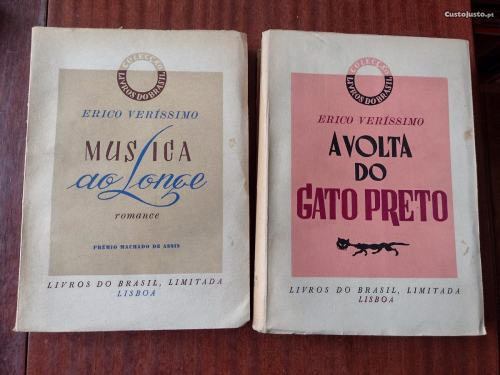 CustoJusto.pt
COLECÇÃO
LIVROS DO BRASIL
ERICO VERÍSSIMO
MUSICA
ao Longe
romance
PRÉMIO MACHADO DE ASSIS
LIVROS DO BRASIL, LIMITADA
LISBOA
COLECÇÃO
LIVROS DO BRASIL
ERICO VERÍSSIMO
A VOLTA
DO
GATO PRETO
LIVROS DO BRASIL, LIMITADA
LISBOA